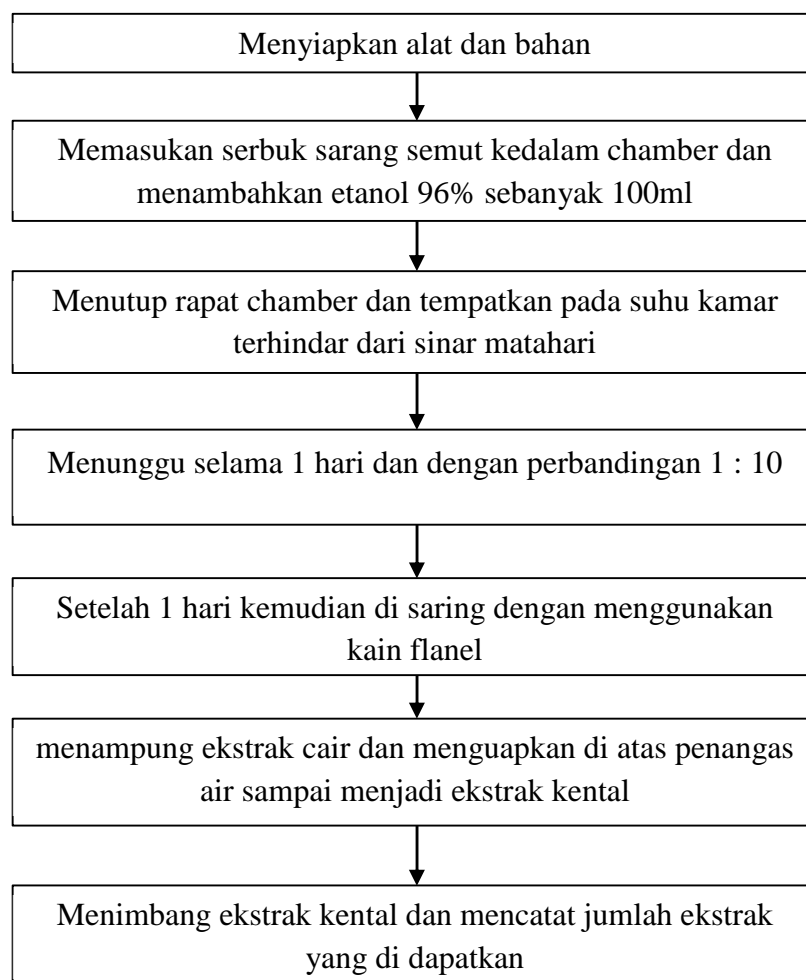 Menyiapkan alat dan bahan
Memasukan serbuk sarang semut kedalam chamber dan
menambahkan etanol 96% sebanyak 100ml
Menutup rapat chamber dan tempatkan pada suhu kamar
terhindar dari sinar matahari
Menunggu selama 1 hari dan dengan perbandingan 1 : 10
Setelah 1 hari kemudian di saring dengan menggunakan
kain flanel
menampung ekstrak cair dan menguapkan di atas penangas
air sampai menjadi ekstrak kental
Menimbang ekstrak kental dan mencatat jumlah ekstrak
yang di dapatkan